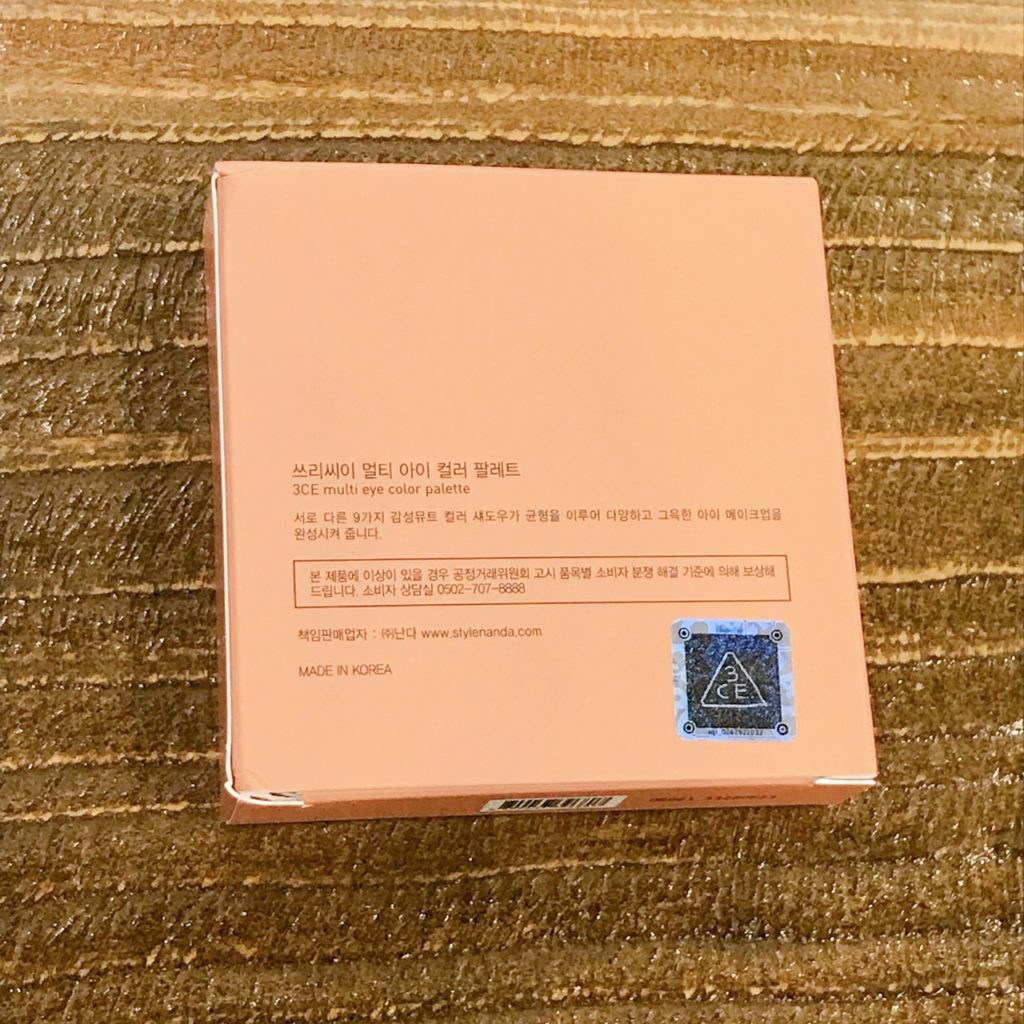 쓰리씨이 멀티 아이 컬러 팔레트
3CE multi eye color palette
서로 다른 9가지 감성뮤트 컬러 섀도우가 균형을 이루어 다양하고 그윽한 아이 메이크업을
완성시켜 줍니다.
본 제품에 이상이 있을 경우 공정거래위원회 고시 품목별 소비자 분쟁 해결 기준에 의해 보상해
드립니다. 소비자 상담실 0502-707-8888
책임판매업자 : ㈜난다 www.stylenanda.com
MADE IN KOREA
3
CE